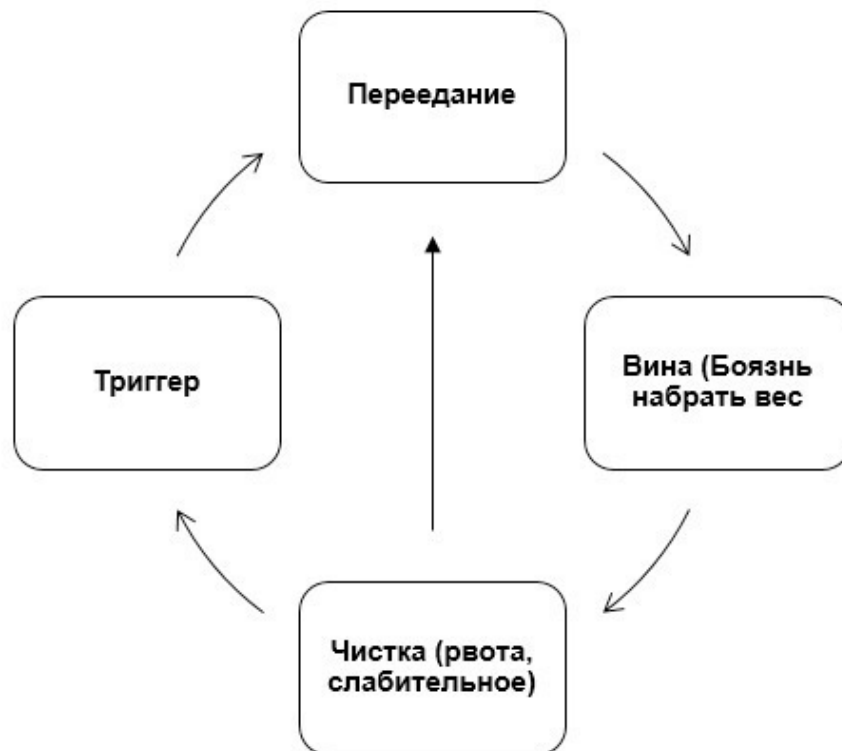 Переедание
Триггер
Вина (Боязнь
набрать вес
Чистка (рвота,
слабительное)